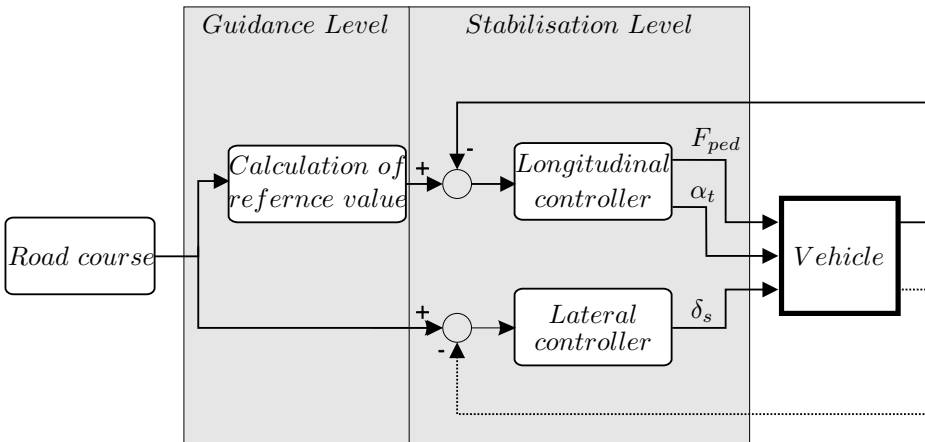 Guidance Level
Stabilisation Level
-
F_ped
Calculation of
refernce value
+
Longitudinal
controller
α_t
Road course
Vehicle
+
-
Lateral
controller
δ_s